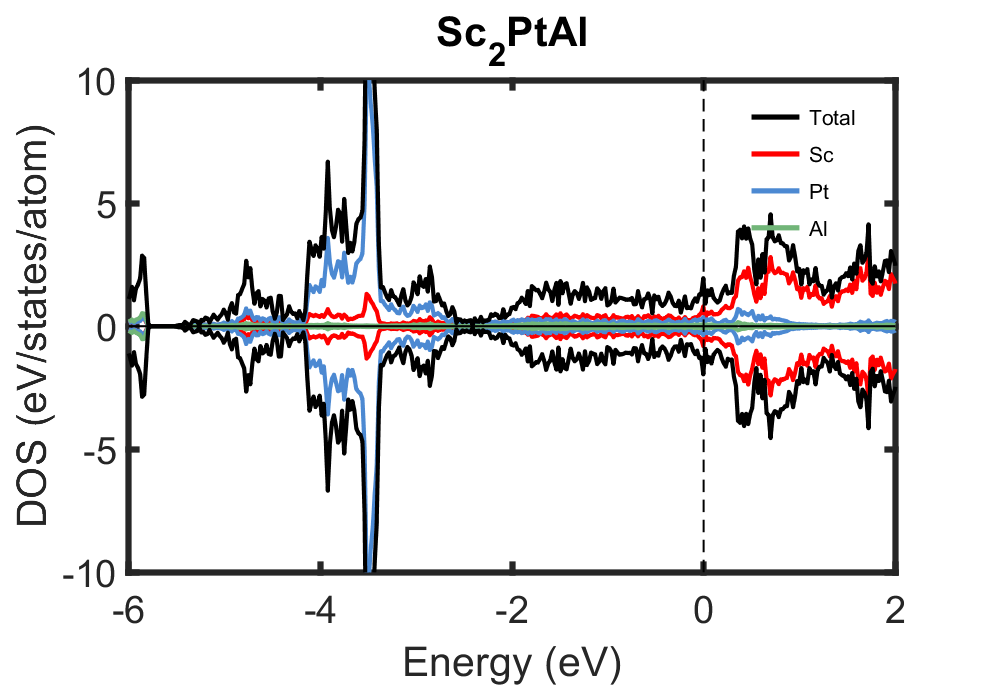 Sc₂PtAl
10
5
0
-5
-10
DOS (eV/states/atom)
Total
Sc
Pt
Al
-6
-4
-2
0
2
Energy (eV)